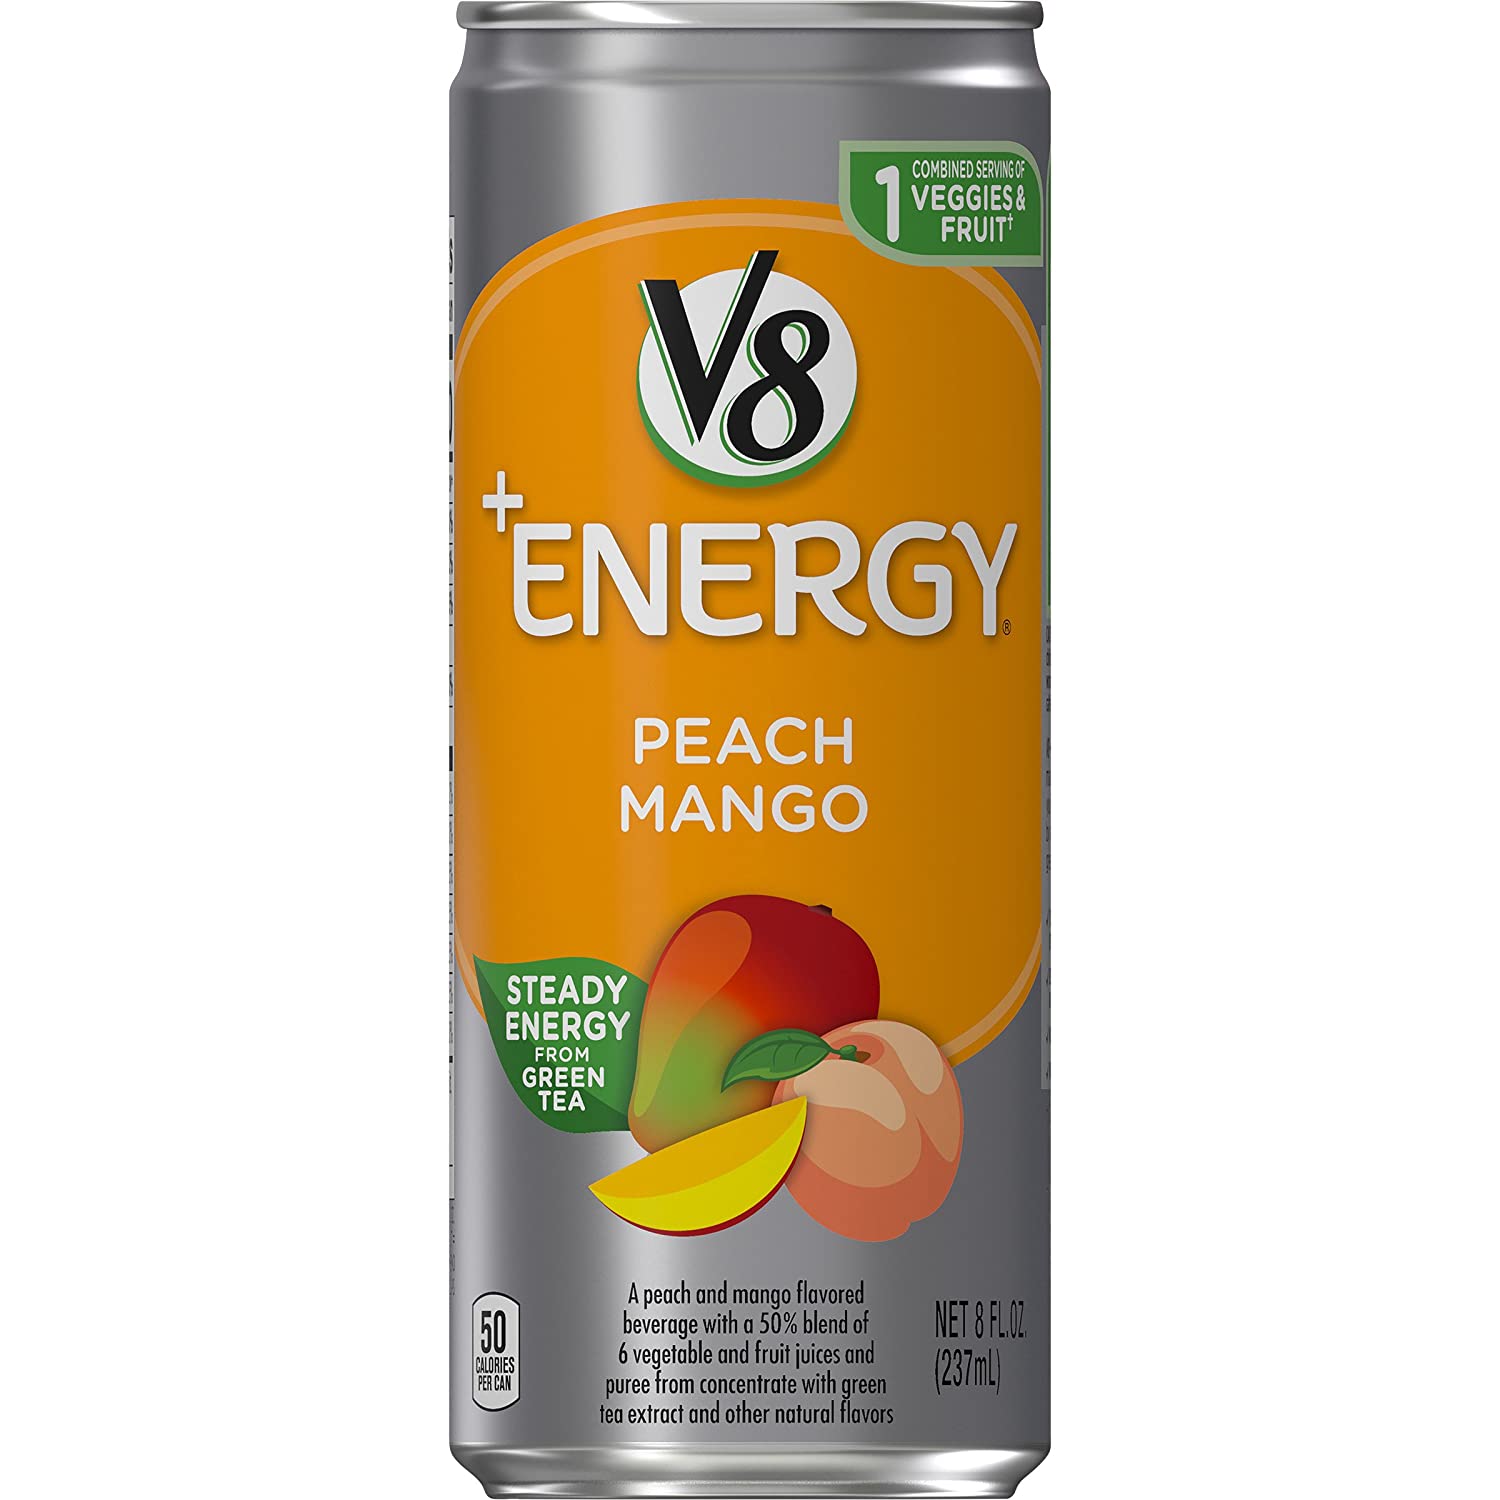 1 COMBINED SERVING OF
VEGGIES &
FRUIT†
V8
+ENERGY®
PEACH
MANGO
STEADY
ENERGY
FROM
GREEN
TEA
A peach and mango flavored
beverage with a 50% blend of
6 vegetable and fruit juices and
puree from concentrate with green
tea extract and other natural flavors
50
CALORIES
PER CAN
NET 8 FL.OZ.
(237mL)